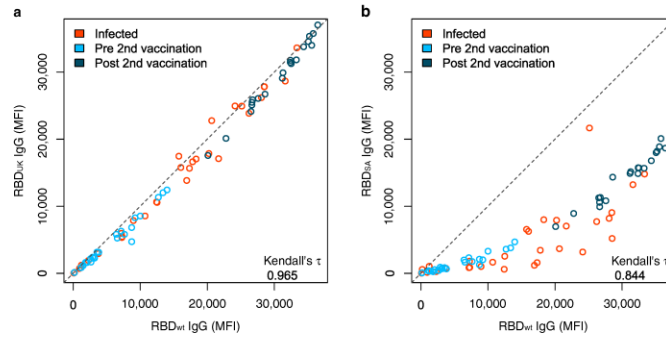 a
Infected
Pre 2nd vaccination
Post 2nd vaccination
RBDUK IgG (MFI)
30,000
20,000
10,000
0
Kendall's τ
0.965
0
10,000
20,000
30,000
RBDwt IgG (MFI)
b
Infected
Pre 2nd vaccination
Post 2nd vaccination
RBDSA IgG (MFI)
30,000
20,000
10,000
0
Kendall's τ
0.844
0
10,000
20,000
30,000
RBDwt IgG (MFI)